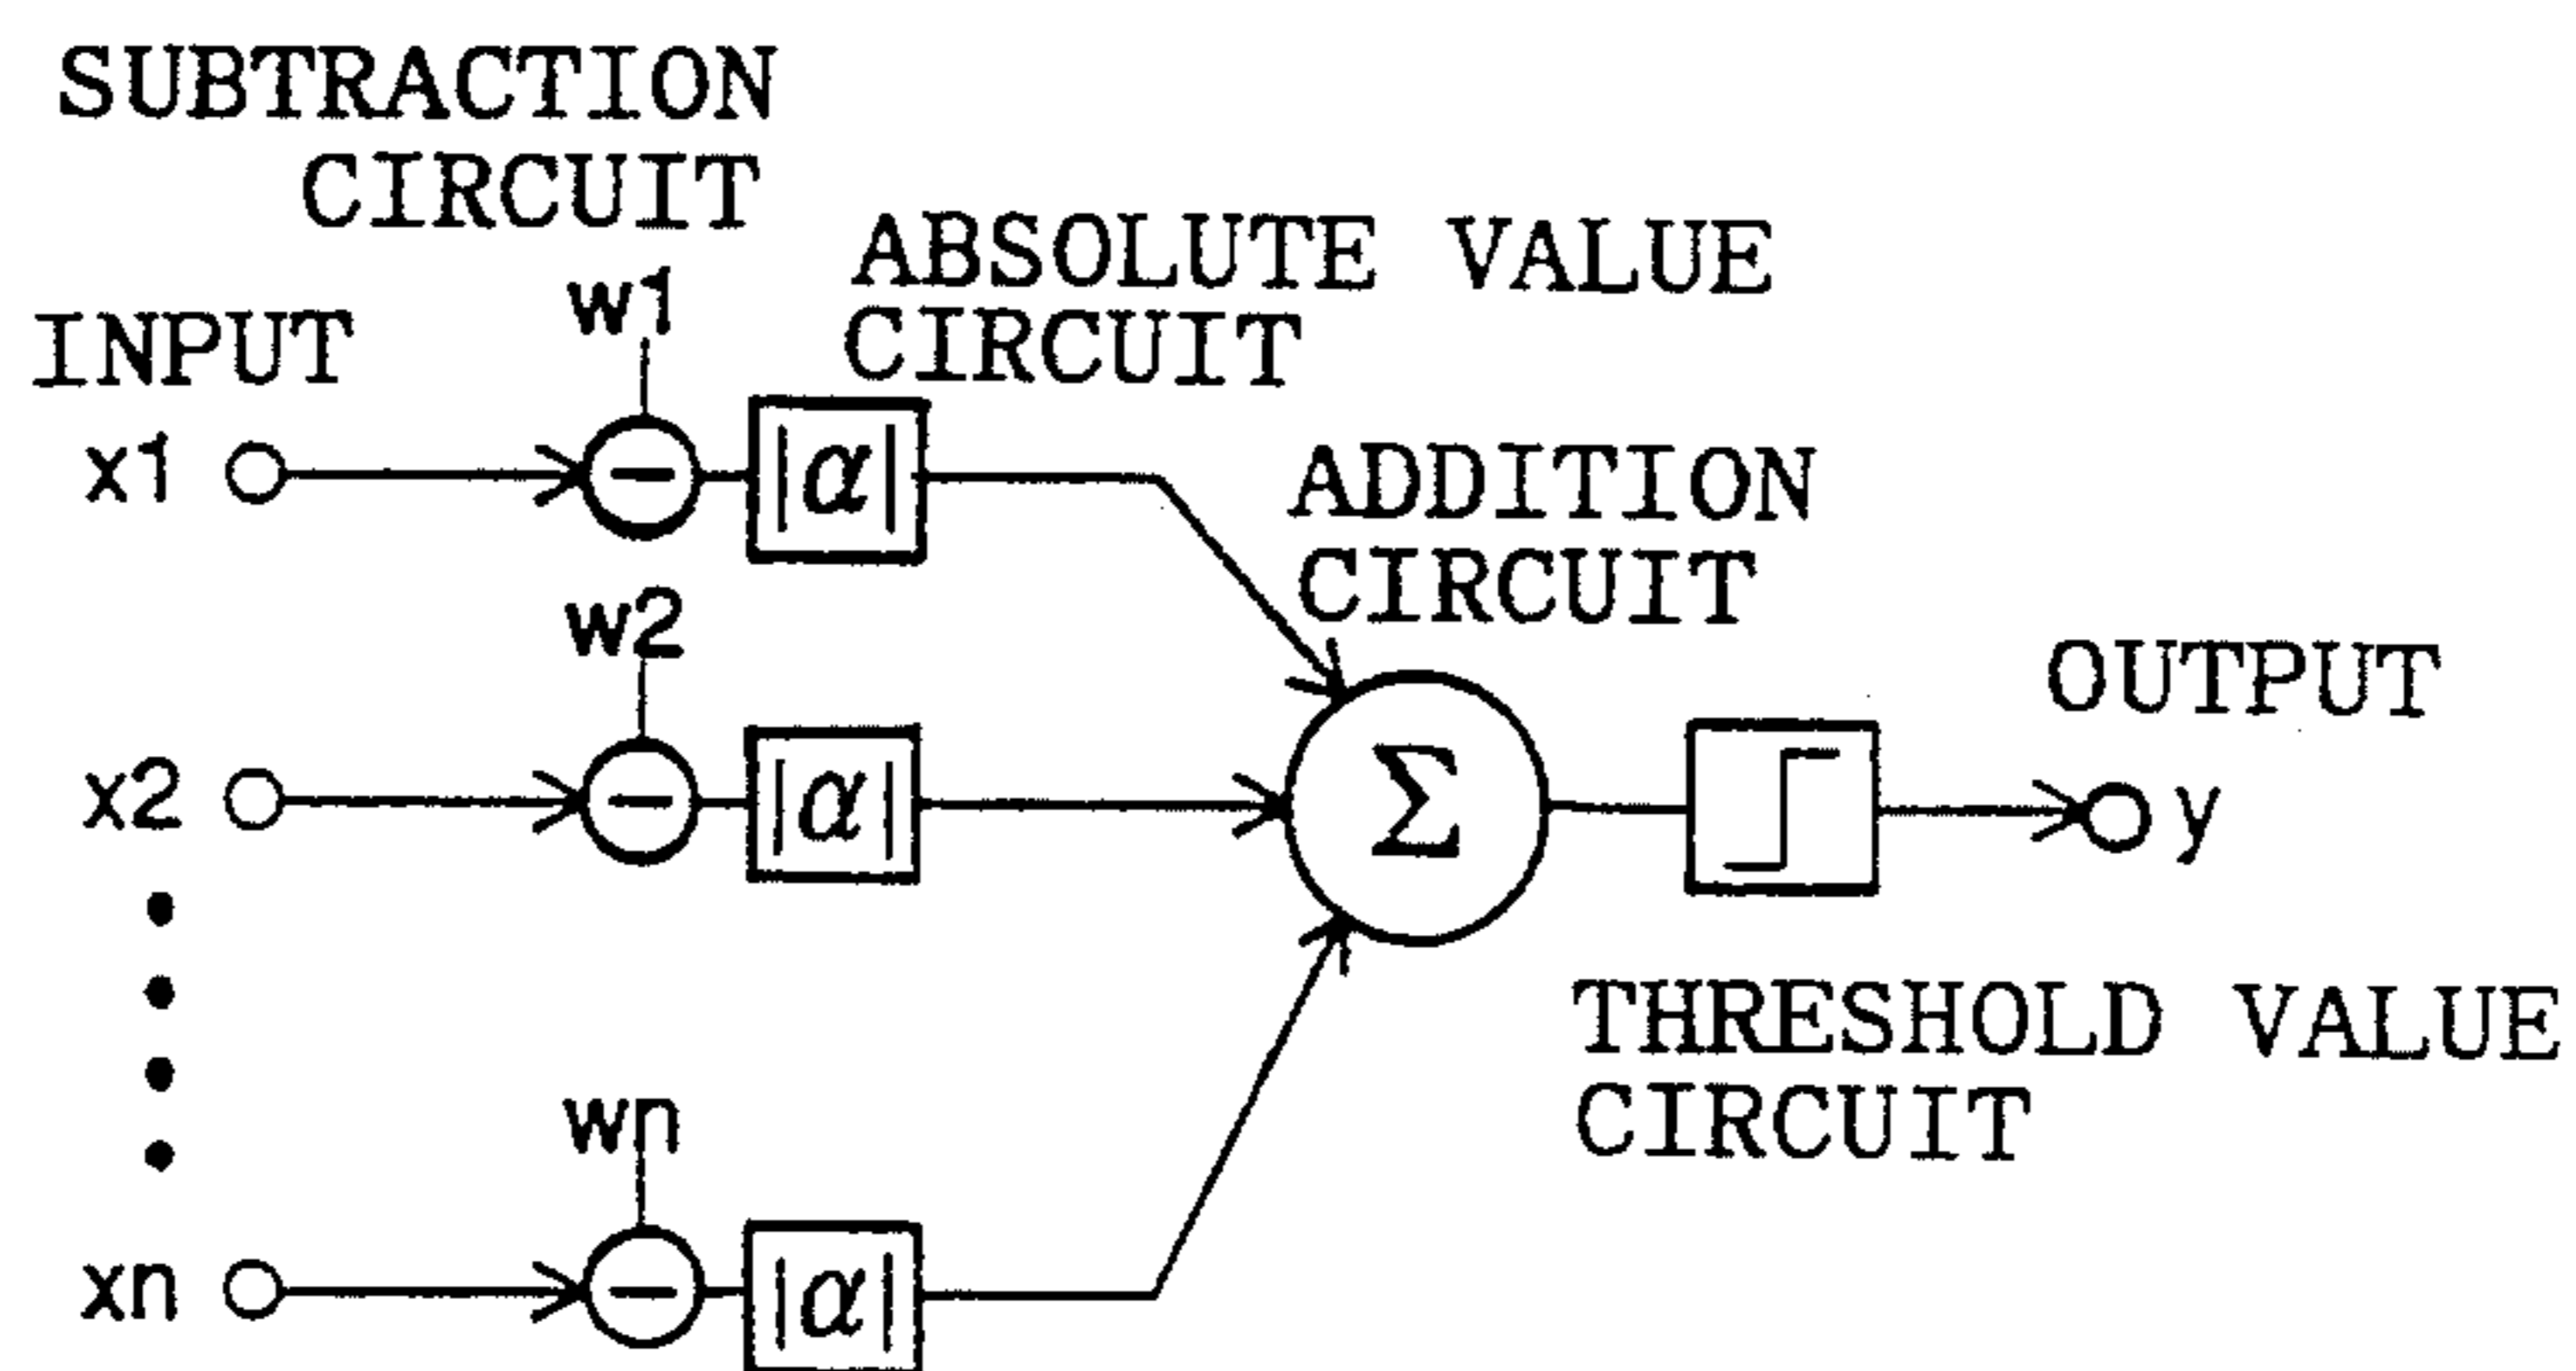 SUBTRACTION
CIRCUIT
ABSOLUTE VALUE
CIRCUIT
INPUT
w1
x1
|α|
ADDITION
CIRCUIT
w2
x2
|α|
Σ
OUTPUT
y
THRESHOLD VALUE
CIRCUIT
wn
xn
|α|